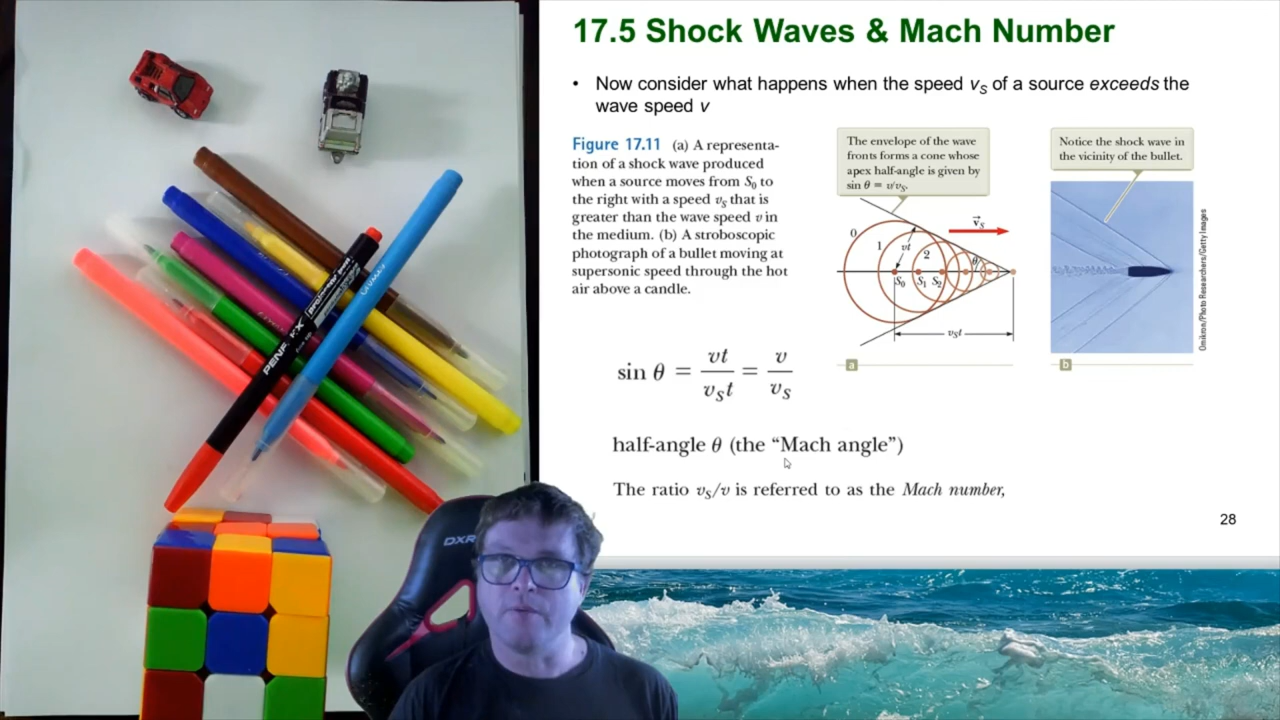 17.5 Shock Waves & Mach Number
• Now consider what happens when the speed vS of a source exceeds the
wave speed v
Figure 17.11 (a) A representa-
tion of a shock wave produced
when a source moves from S0 to
the right with a speed vS that is
greater than the wave speed v in
the medium. (b) A stroboscopic
photograph of a bullet moving at
supersonic speed through the hot
air above a candle.
The envelope of the wave
fronts forms a cone whose
apex half-angle is given by
sin θ = v/vS.
0
1
2
vt
vS
θ
S0 S1 S2
vSt
a
Notice the shock wave in
the vicinity of the bullet.
Omikron/Photo Researchers/Getty Images
b
sin θ = vt/vSt = v/vS
half-angle θ (the “Mach angle”)
The ratio vS/v is referred to as the Mach number,
28
LUMAX
DXR